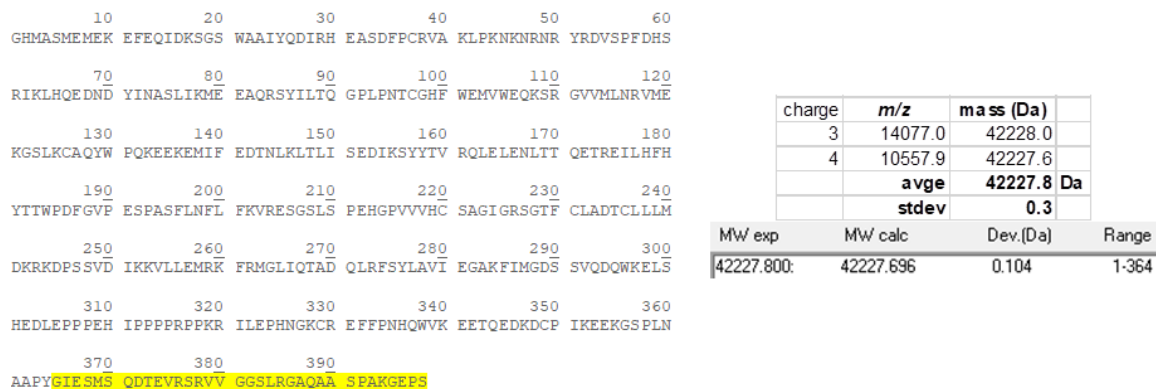 10 20 30 40 50 60
GHMASMEMEK EFEQIDKSGS WAAIYQDIRH EASDFPCRVA KLPKNKNRNR YRDVSPFDHS
70 80 90 100 110 120
RIKLHQEDND YINASLIKME EAQRSYILTQ GPLPNTCGHF WEMVWEQKSR GVVMLNRVME
130 140 150 160 170 180
KGSLKCAQYW PQKEEKEMIF EDTNLKLTLI SEDIKSYYTV RQLELENLTT QETREILHFH
190 200 210 220 230 240
YTTWPDFGVP ESPASFLNFL FKVRESGSLS PEHGPVVVHC SAGIGRSGTF CLADTCLLLM
250 260 270 280 290 300
DKRKDPSSVD IKKVLLEMRK FRMGLIQTAD QLRFSYLAVI EGAKFIMGDS SVQDQWKELS
310 320 330 340 350 360
HEDLEPPPEH IPPPPRPPKR ILEPHNGKCR EFFPNHQWVK EETQEDKDCP IKEEKGSPLN
370 380 390
AAPYGIESMS QDTEVRSRVV GGSLRGAQAA SPAKGEPS
charge m/z mass (Da)
3 14077.0 42228.0
4 10557.9 42227.6
avge 42227.8 Da
stdev 0.3
MW exp MW calc Dev.(Da) Range
42227.800: 42227.696 0.104 1-364